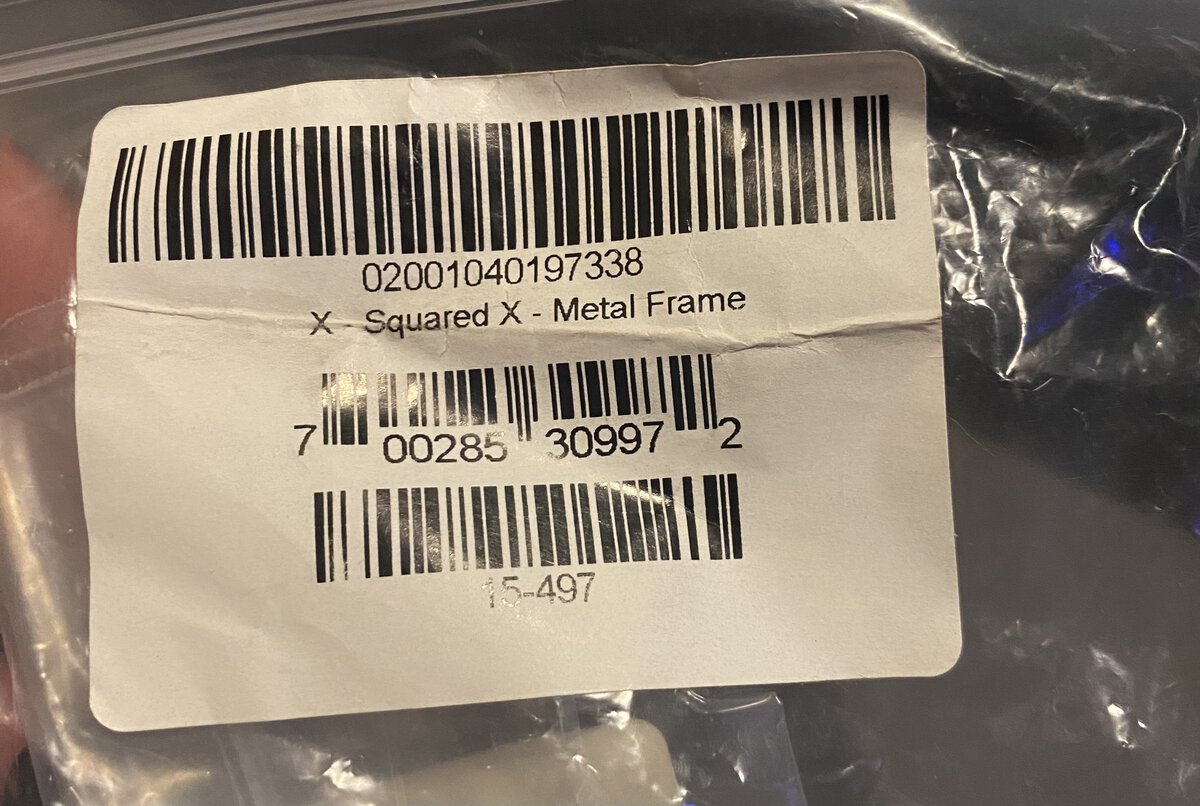 02001040197338
X - Squared X - Metal Frame
7 00285 30997 2
15-497